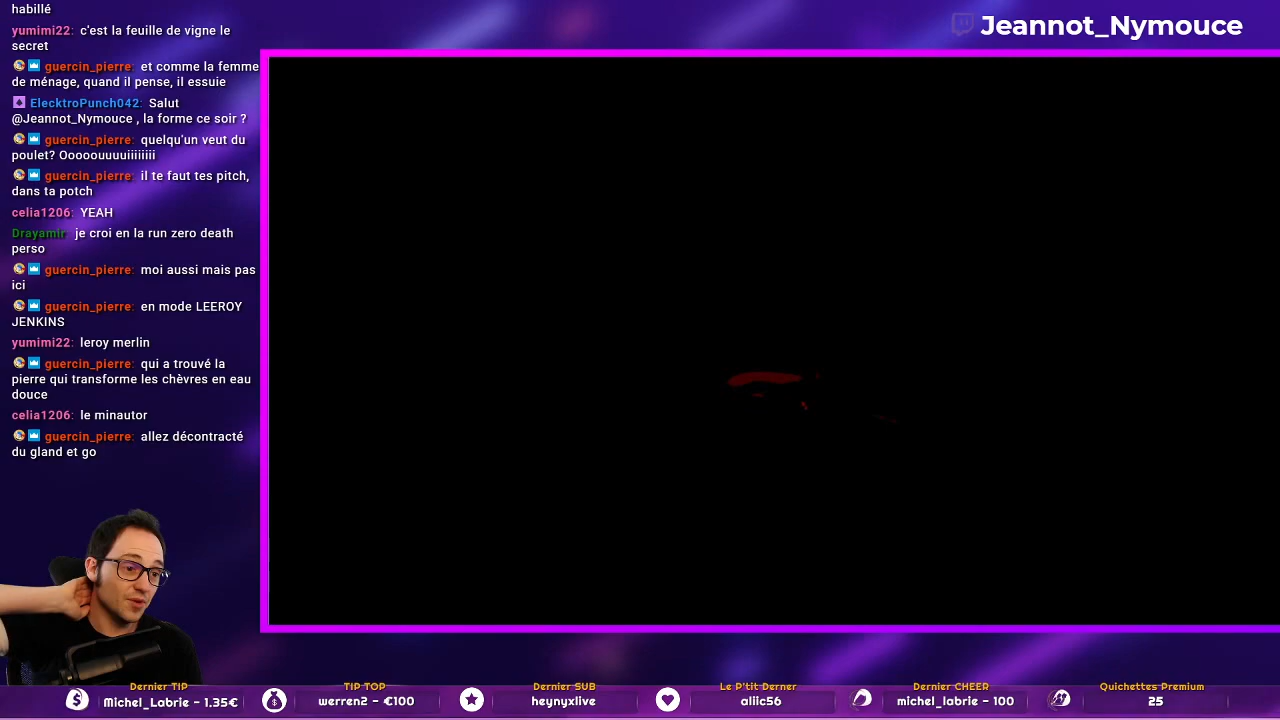 habillé
yumimi22: c'est la feuille de vigne le
secret
guercin_pierre: et comme la femme
de ménage, quand il pense, il essuie
ElecktroPunch042: Salut
@Jeannot_Nymouce , la forme ce soir ?
guercin_pierre: quelqu'un veut du
poulet? Ooooouuuuiiiiiiii
guercin_pierre: il te faut tes pitch,
dans ta potch
celia1206: YEAH
Drayamir: je croi en la run zero death
perso
guercin_pierre: moi aussi mais pas
ici
guercin_pierre: en mode LEEROY
JENKINS
yumimi22: leroy merlin
guercin_pierre: qui a trouvé la
pierre qui transforme les chèvres en eau
douce
celia1206: le minautor
guercin_pierre: allez décontracté
du gland et go
Jeannot_Nymouce
Dernier TIP
Michel_Labrie - 1.35€
TIP TOP
werren2 - €100
Dernier SUB
heynyxlive
Le P'tit Derner
aliic56
Dernier CHEER
michel_labrie - 100
Quichettes Premium
25